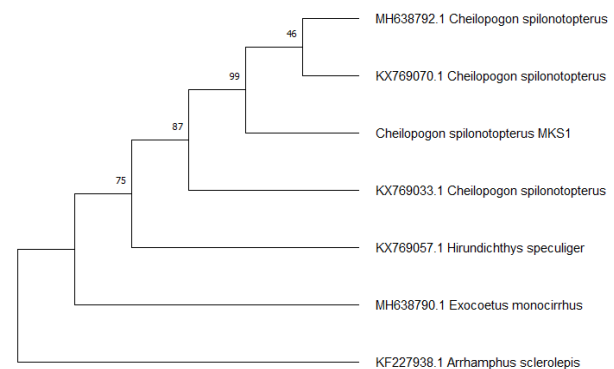 MH638792.1 Cheilopogon spilonotopterus
46
KX769070.1 Cheilopogon spilonotopterus
99
Cheilopogon spilonotopterus MKS1
87
KX769033.1 Cheilopogon spilonotopterus
75
KX769057.1 Hirundichthys speculiger
MH638790.1 Exocoetus monocirrhus
KF227938.1 Arrhamphus sclerolepis